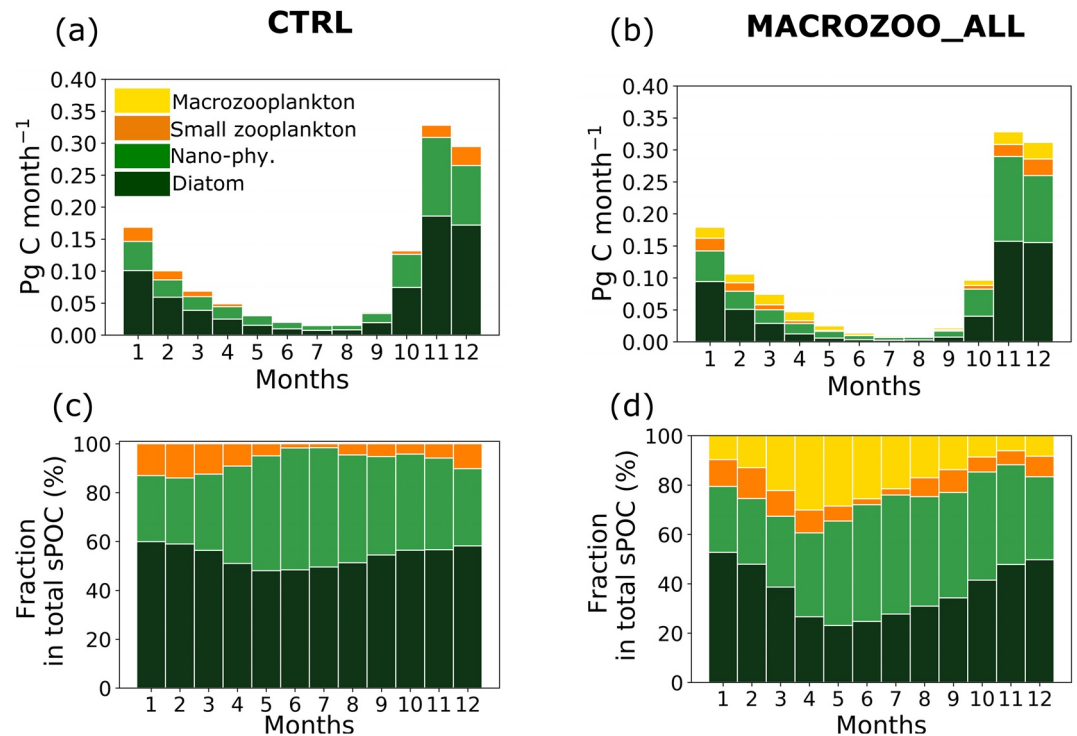 (a) CTRL
Pg C month⁻¹
0.40
0.35
0.30
0.25
0.20
0.15
0.10
0.05
0.00
Macrozooplankton
Small zooplankton
Nano-phy.
Diatom
1 2 3 4 5 6 7 8 9 10 11 12
Months
(b) MACROZOO_ALL
Pg C month⁻¹
0.40
0.35
0.30
0.25
0.20
0.15
0.10
0.05
0.00
1 2 3 4 5 6 7 8 9 10 11 12
Months
(c)
Fraction
in total sPOC (%)
100
80
60
40
20
0
1 2 3 4 5 6 7 8 9 10 11 12
Months
(d)
Fraction
in total sPOC (%)
100
80
60
40
20
0
1 2 3 4 5 6 7 8 9 10 11 12
Months